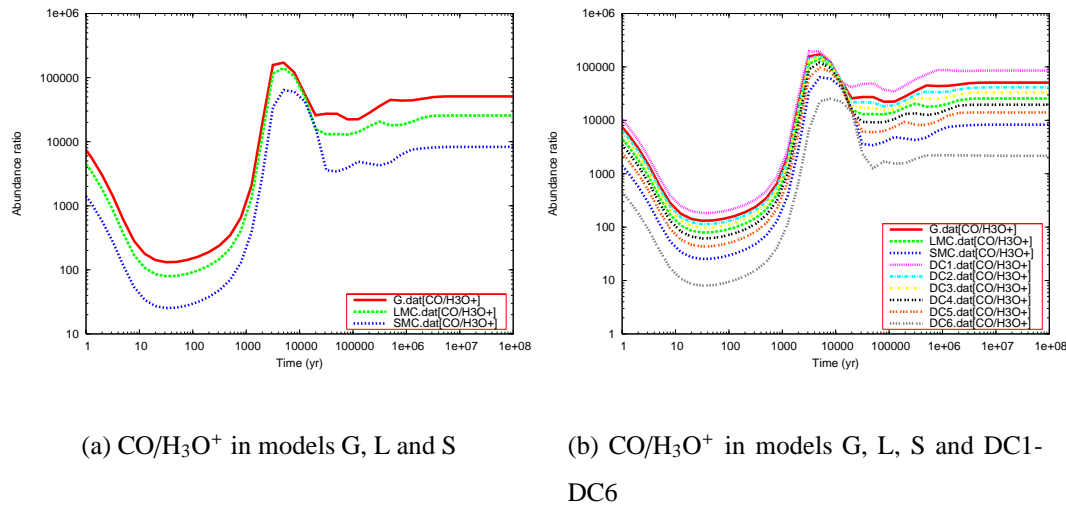 1e+06
100000
10000
1000
100
10
1 10 100 1000 10000 100000 1e+06 1e+07 1e+08
Abundance ratio
Time (yr)
G.dat[CO/H3O+]
LMC.dat[CO/H3O+]
SMC.dat[CO/H3O+]
(a) CO/H₃O⁺ in models G, L and S
1e+06
100000
10000
1000
100
10
1
1 10 100 1000 10000 100000 1e+06 1e+07 1e+08
Abundance ratio
Time (yr)
G.dat[CO/H3O+]
LMC.dat[CO/H3O+]
SMC.dat[CO/H3O+]
DC1.dat[CO/H3O+]
DC2.dat[CO/H3O+]
DC3.dat[CO/H3O+]
DC4.dat[CO/H3O+]
DC5.dat[CO/H3O+]
DC6.dat[CO/H3O+]
(b) CO/H₃O⁺ in models G, L, S and DC1-
DC6